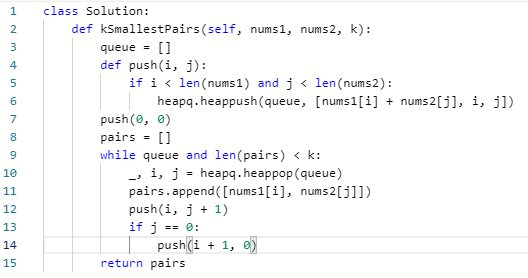 1 class Solution:
2     def kSmallestPairs(self, nums1, nums2, k):
3         queue = []
4         def push(i, j):
5             if i < len(nums1) and j < len(nums2):
6                 heapq.heappush(queue, [nums1[i] + nums2[j], i, j])
7         push(0, 0)
8         pairs = []
9         while queue and len(pairs) < k:
10             _, i, j = heapq.heappop(queue)
11             pairs.append([nums1[i], nums2[j]])
12             push(i, j + 1)
13             if j == 0:
14                 push(i + 1, 0)
15         return pairs